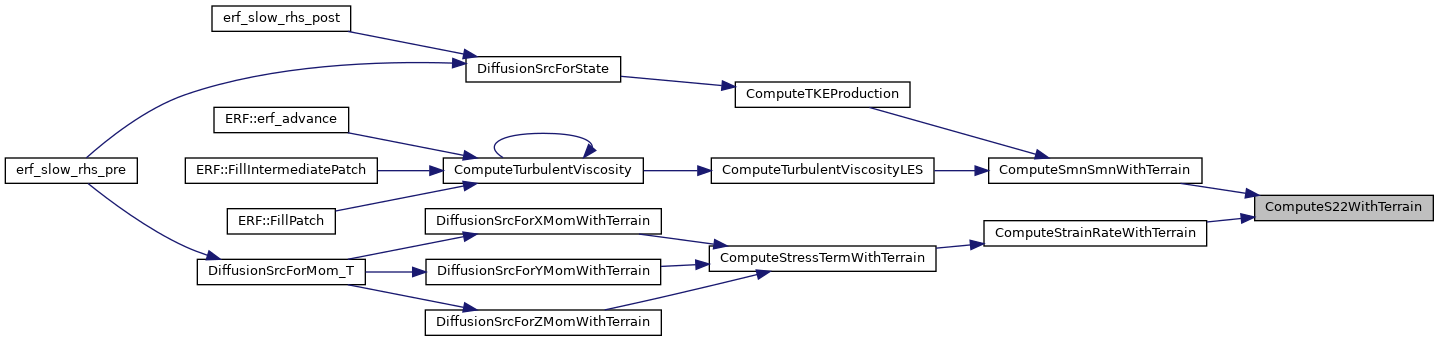 erf_slow_rhs_post
DiffusionSrcForState
ComputeTKEProduction
ERF::erf_advance
erf_slow_rhs_pre
ERF::FillIntermediatePatch
ComputeTurbulentViscosity
ComputeTurbulentViscosityLES
ComputeSmnSmnWithTerrain
ComputeS22WithTerrain
ERF::FillPatch
DiffusionSrcForXMomWithTerrain
ComputeStrainRateWithTerrain
ComputeStressTermWithTerrain
DiffusionSrcForMom_T
DiffusionSrcForYMomWithTerrain
DiffusionSrcForZMomWithTerrain